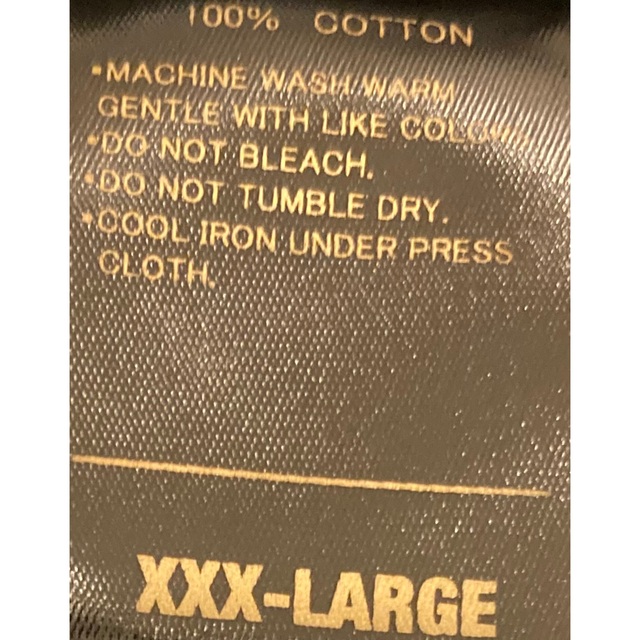 100% COTTON
•MACHINE WASH WARM
GENTLE WITH LIKE COLORS.
•DO NOT BLEACH.
•DO NOT TUMBLE DRY.
•COOL IRON UNDER PRESS
CLOTH.
XXX-LARGE